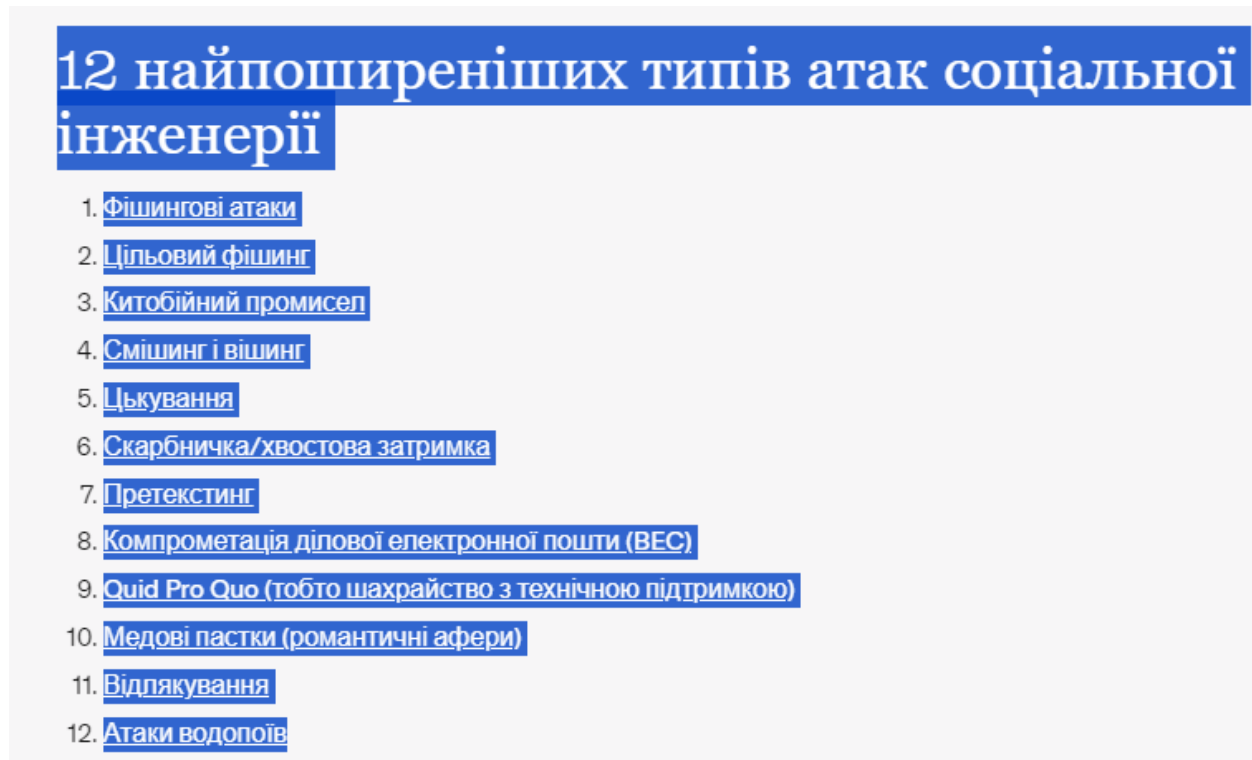 12 найпоширеніших типів атак соціальної
інженерії
1. Фішингові атаки
2. Цільовий фішинг
3. Китобійний промисел
4. Смішинг і вішинг
5. Цькування
6. Скарбничка/хвостова затримка
7. Претекстинг
8. Компрометація ділової електронної пошти (BEC)
9. Quid Pro Quo (тобто шахрайство з технічною підтримкою)
10. Медові пастки (романтичні афери)
11. Відлякування
12. Атаки водопоїв